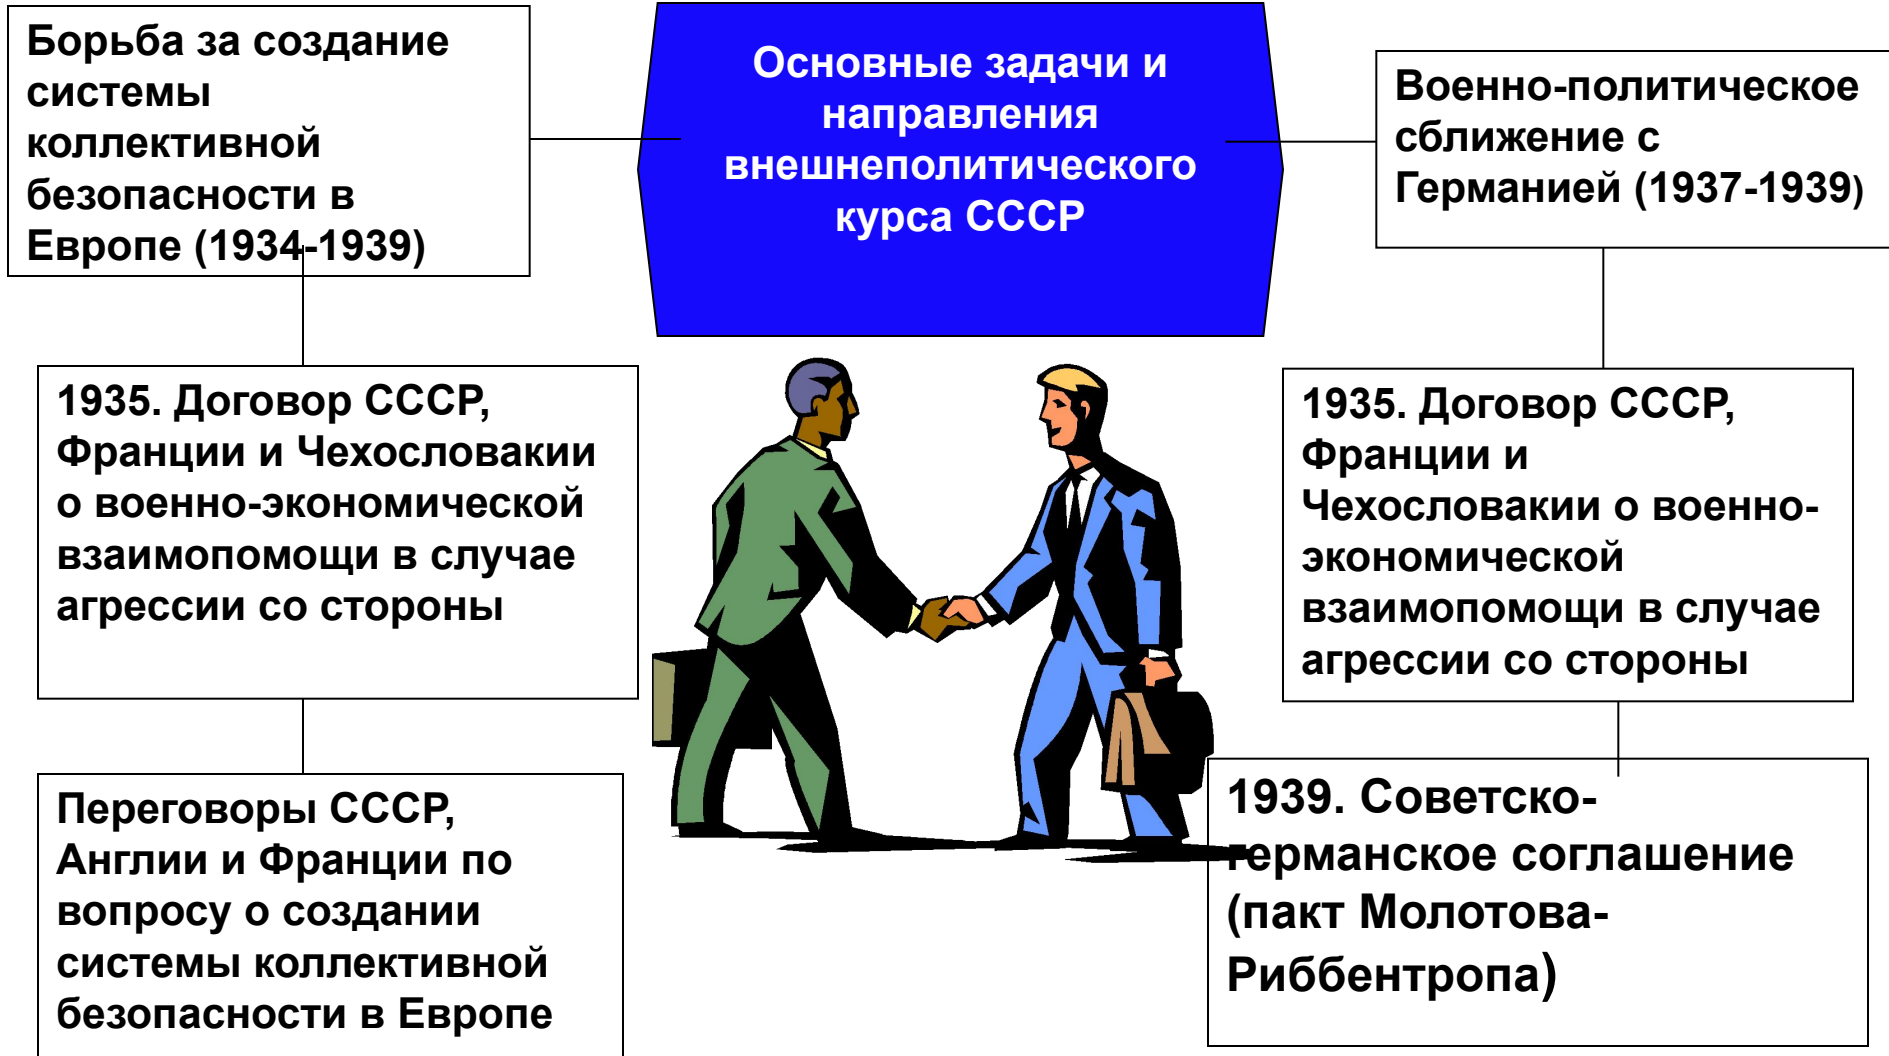 Борьба за создание
системы
коллективной
безопасности в
Европе (1934-1939)
Основные задачи и
направления
внешнеполитического
курса СССР
Военно-политическое
сближение с
Германией (1937-1939)
1935. Договор СССР,
Франции и Чехословакии
о военно-экономической
взаимопомощи в случае
агрессии со стороны
1935. Договор СССР,
Франции и
Чехословакии о военно-
экономической
взаимопомощи в случае
агрессии со стороны
Переговоры СССР,
Англии и Франции по
вопросу о создании
системы коллективной
безопасности в Европе
1939. Советско-
германское соглашение
(пакт Молотова-
Риббентропа)